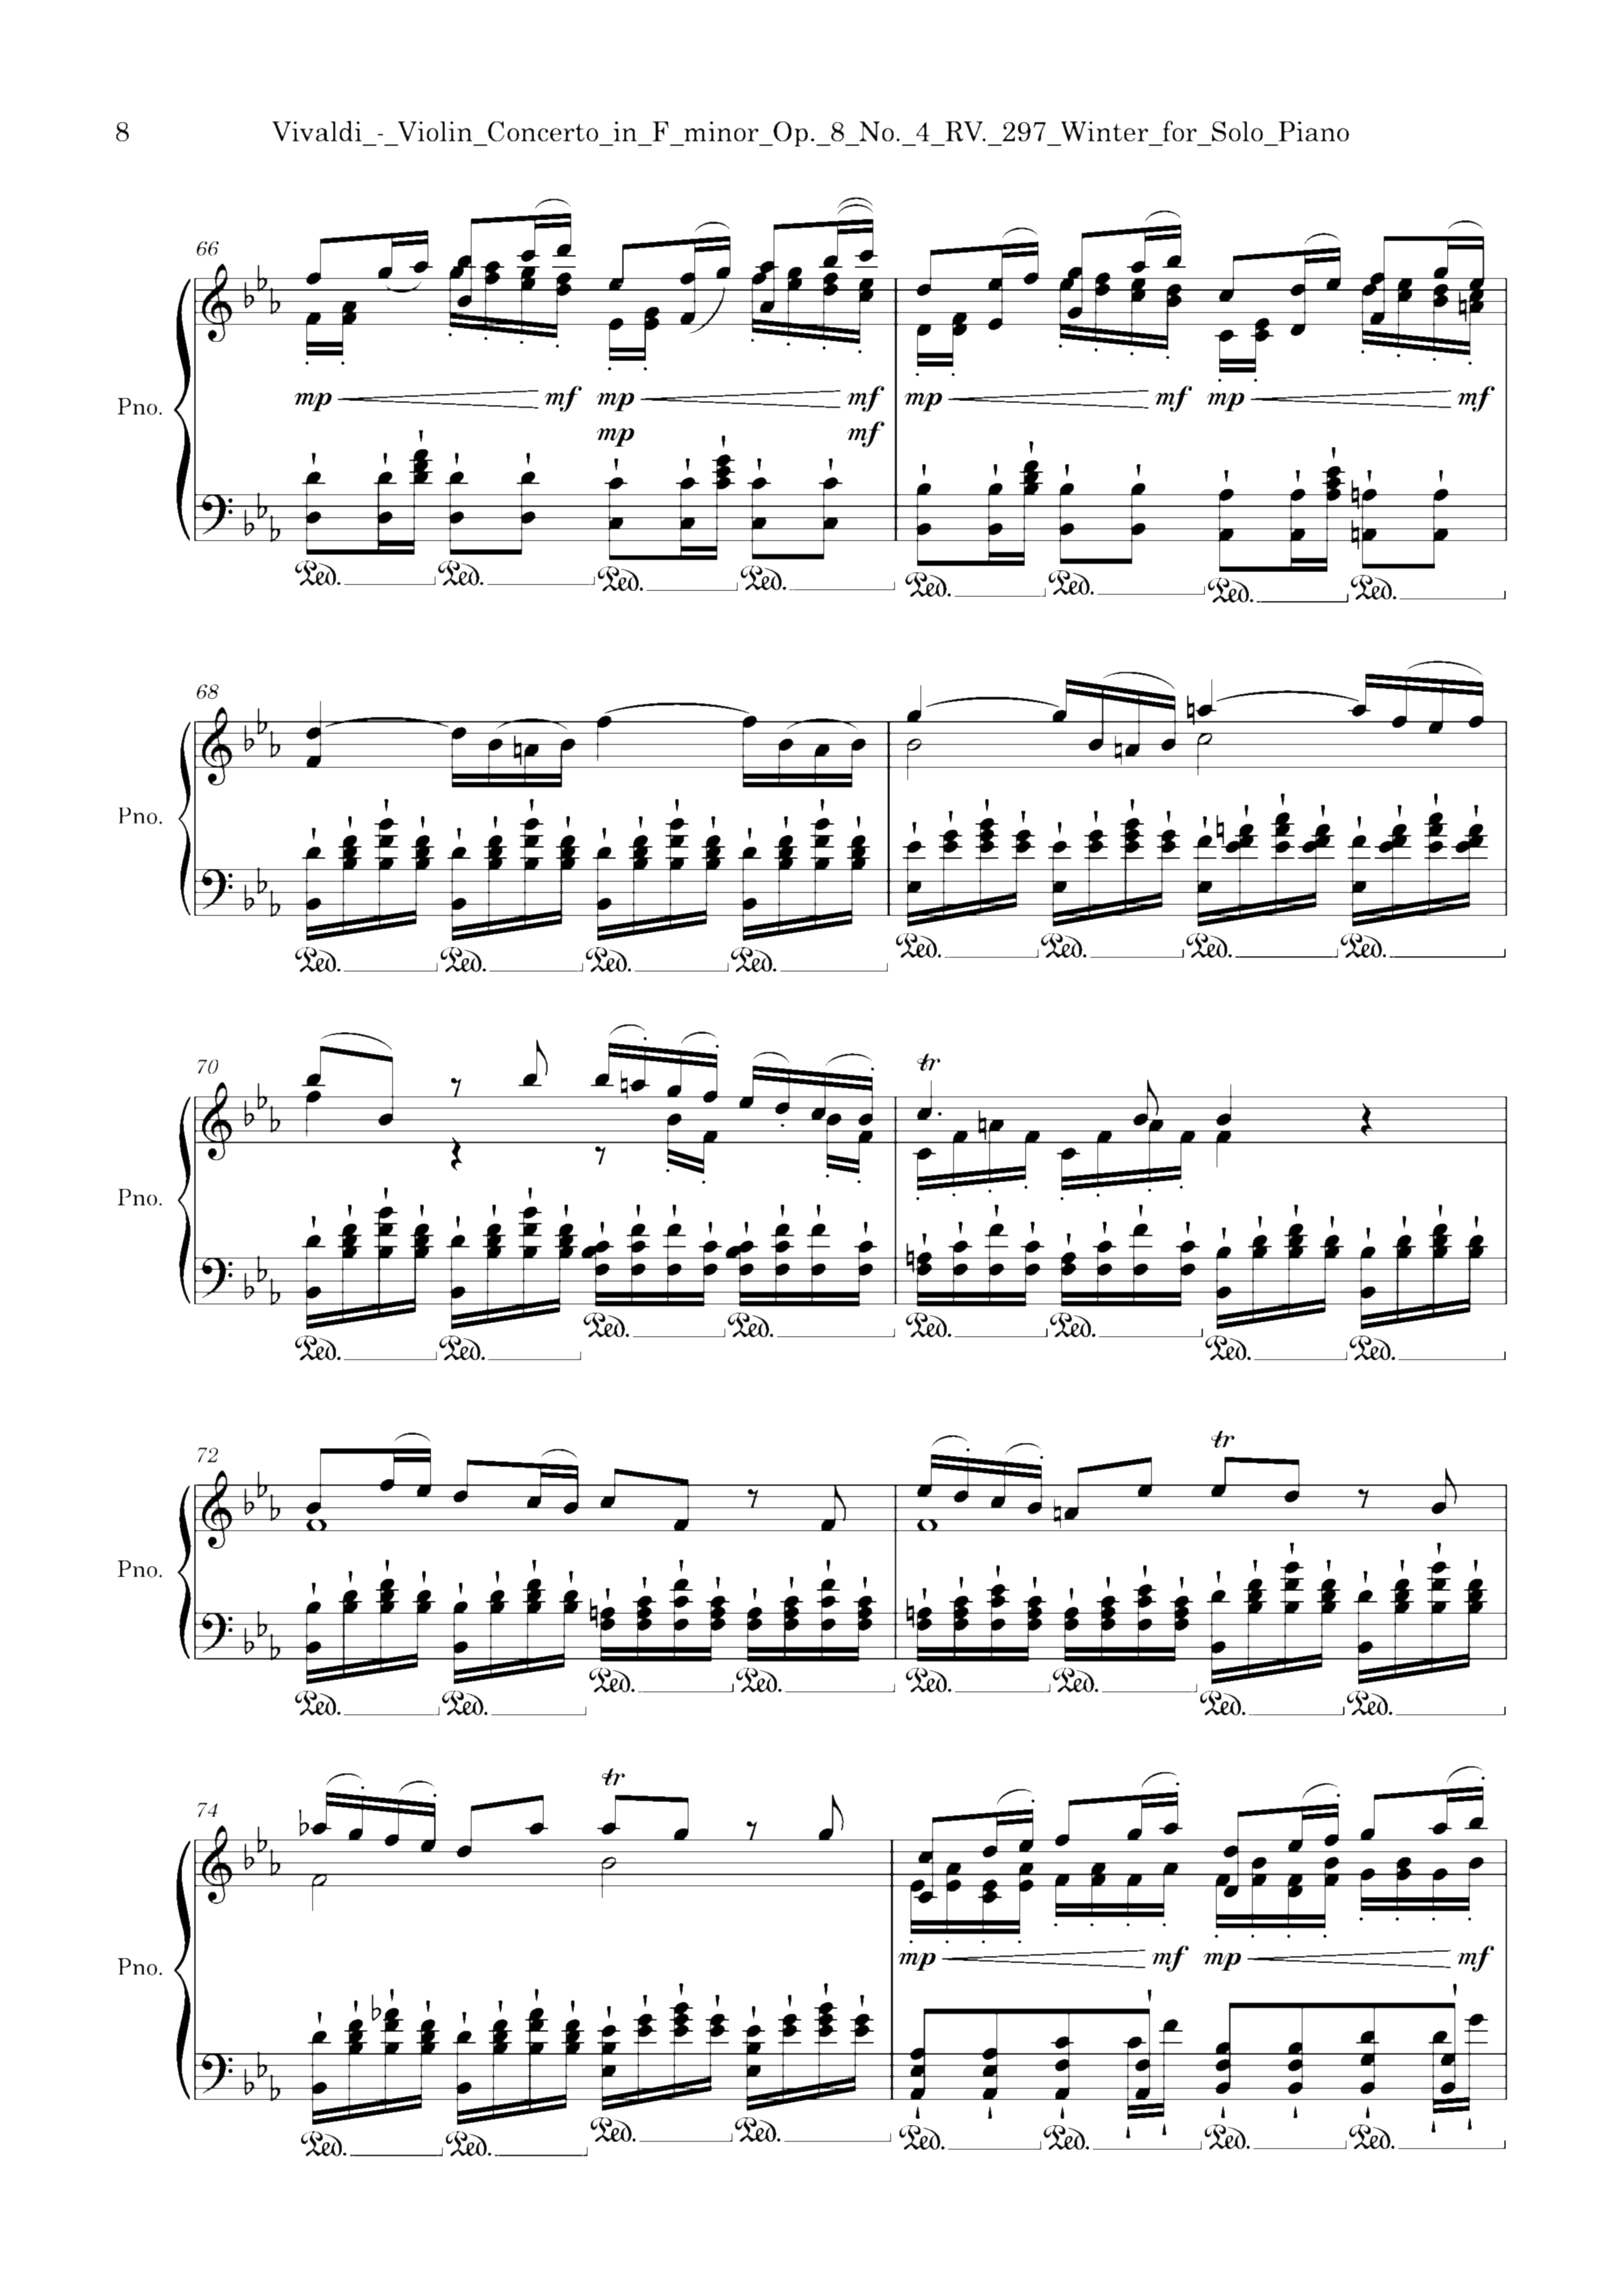 8 Vivaldi_-_Violin_Concerto_in_F_minor_Op._8_No._4_RV._297_Winter_for_Solo_Piano
66
mp mf mp mf mp mf mp mf
Pno.
mp mf
Ped. Ped. Ped. Ped. Ped. Ped. Ped. Ped.
68
Pno.
Ped. Ped. Ped. Ped. Ped. Ped. Ped. Ped.
70 tr
Pno.
Ped. Ped. Ped. Ped. Ped. Ped. Ped. Ped.
72 tr
Pno.
Ped. Ped. Ped. Ped. Ped. Ped. Ped. Ped.
74 tr
mp mf mp mf
Pno.
Ped. Ped. Ped. Ped. Ped. Ped. Ped. Ped.